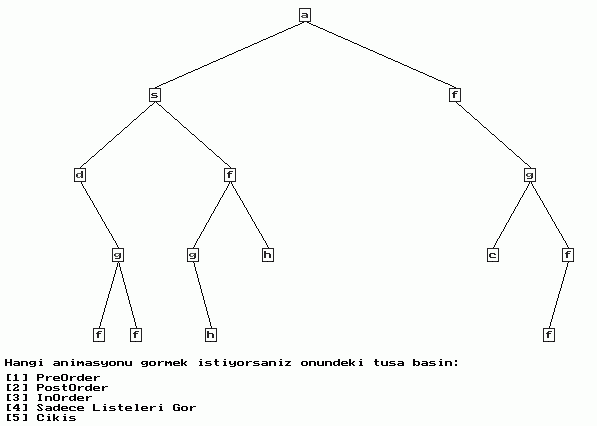 a
s f
d f g
g g h c f
f f h f
Hangi animasyonu gormek istiyorsaniz onundeki tusa basin:
[1] PreOrder
[2] PostOrder
[3] InOrder
[4] Sadece Listeleri Gor
[5] Cikis